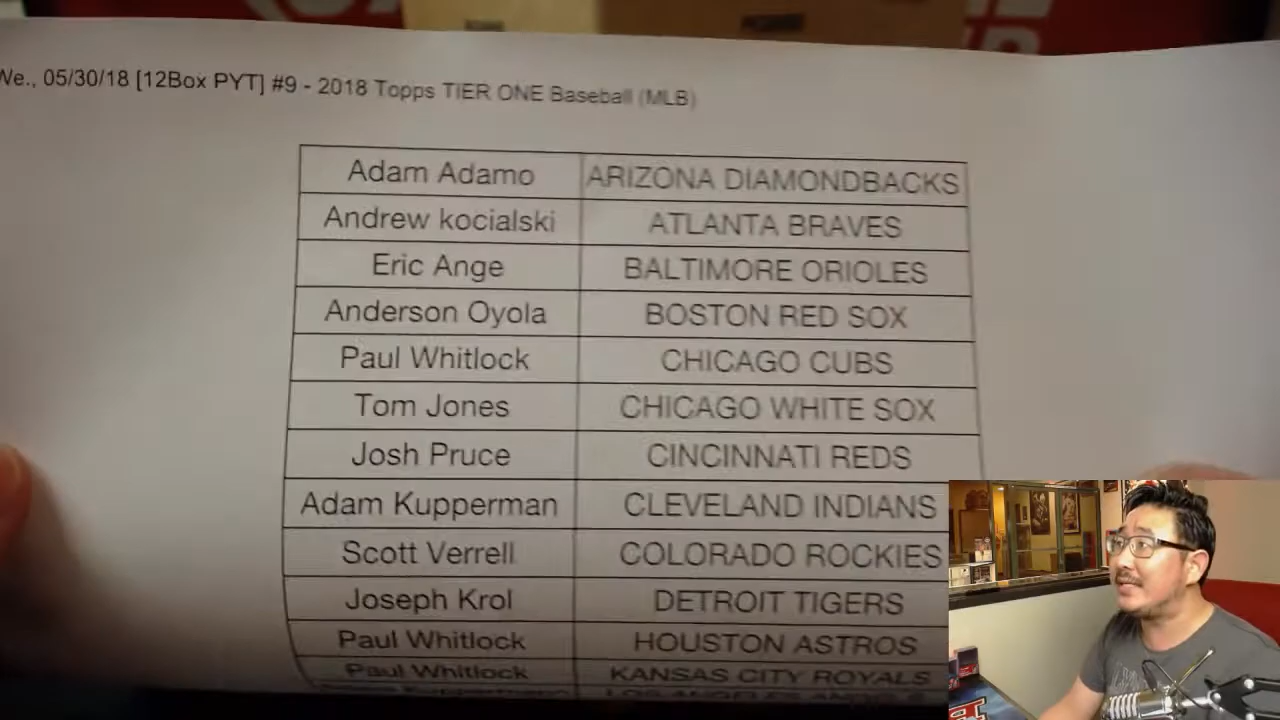 We., 05/30/18 [12Box PYT] #9 - 2018 Topps TIER ONE Baseball (MLB)
Adam Adamo ARIZONA DIAMONDBACKS
Andrew kocialski ATLANTA BRAVES
Eric Ange BALTIMORE ORIOLES
Anderson Oyola BOSTON RED SOX
Paul Whitlock CHICAGO CUBS
Tom Jones CHICAGO WHITE SOX
Josh Pruce CINCINNATI REDS
Adam Kupperman CLEVELAND INDIANS
Scott Verrell COLORADO ROCKIES
Joseph Krol DETROIT TIGERS
Paul Whitlock HOUSTON ASTROS
Paul Whitlock KANSAS CITY ROYALS